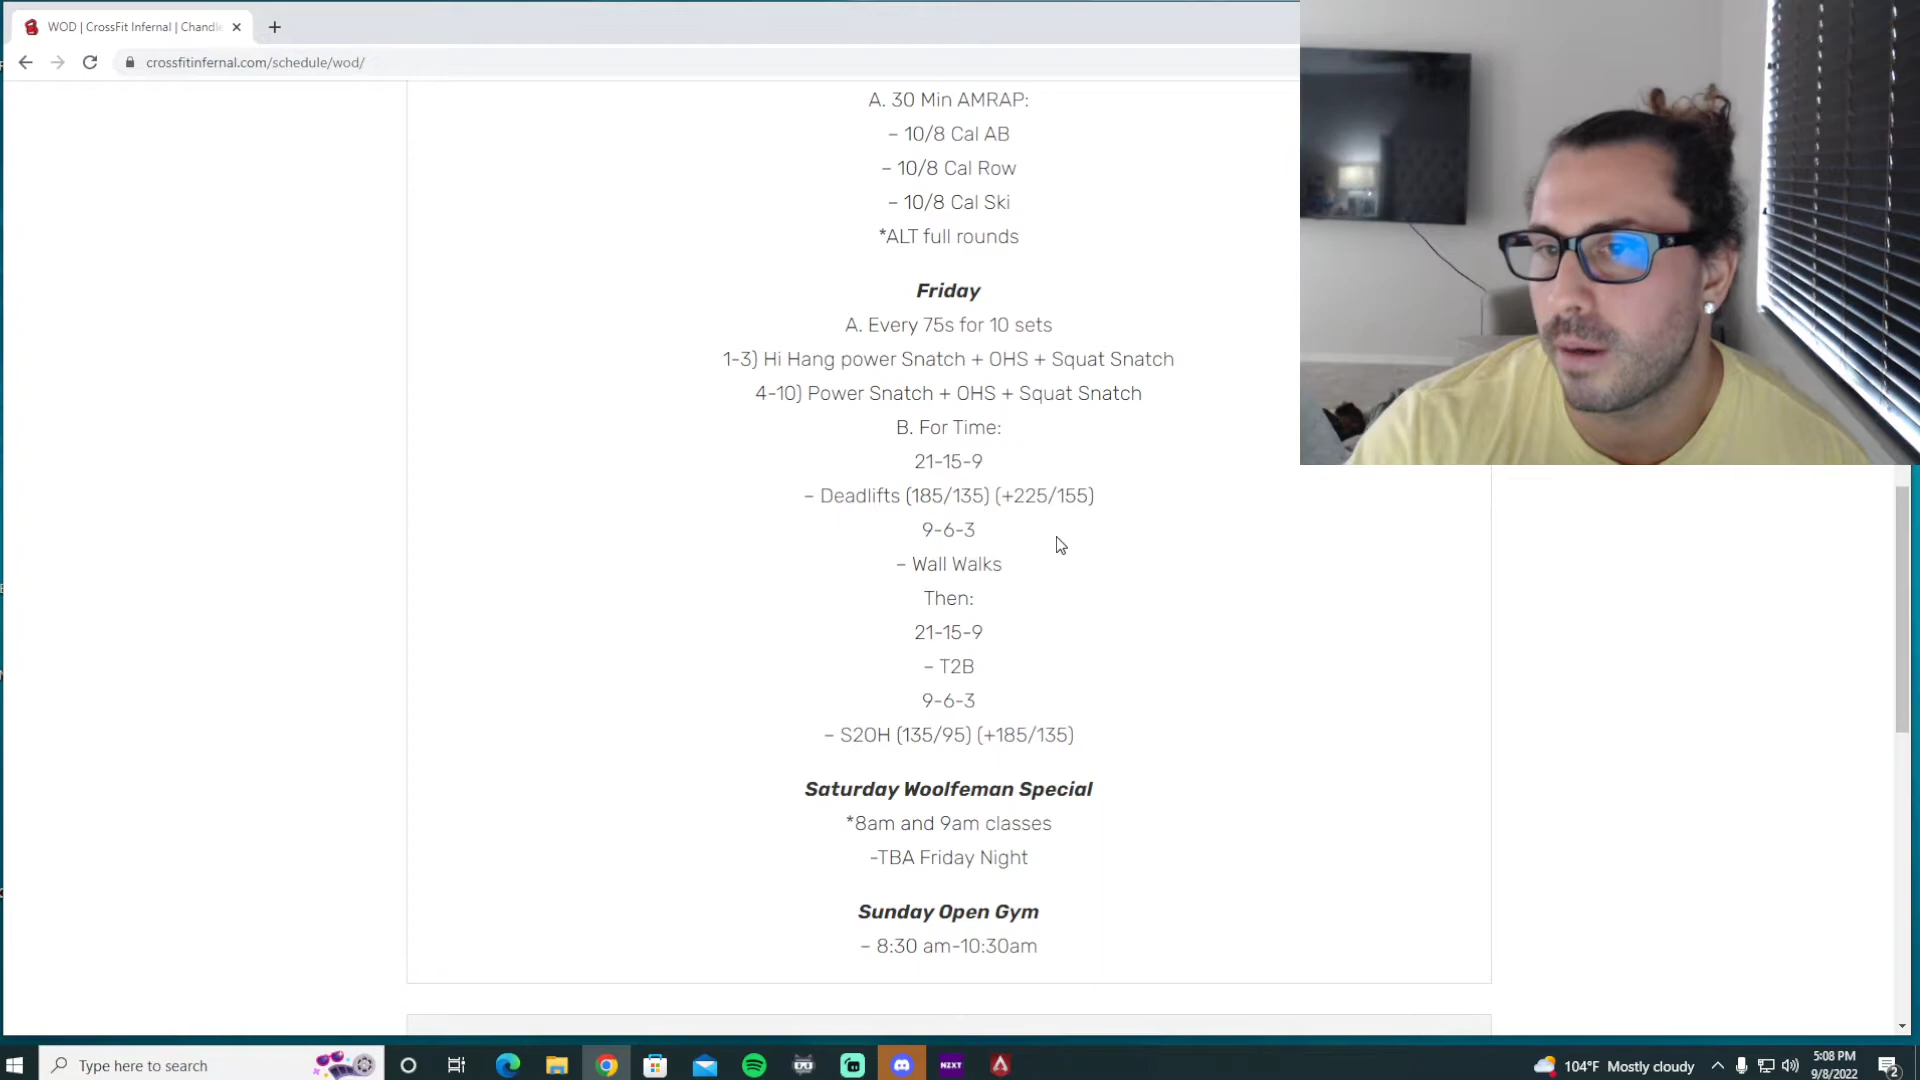 WOD | CrossFit Infernal | Chandle
crossfitinfernal.com/schedule/wod/
A. 30 Min AMRAP:
– 10/8 Cal AB
– 10/8 Cal Row
– 10/8 Cal Ski
*ALT full rounds
Friday
A. Every 75s for 10 sets
1-3) Hi Hang power Snatch + OHS + Squat Snatch
4-10) Power Snatch + OHS + Squat Snatch
B. For Time:
21-15-9
– Deadlifts (185/135) (+225/155)
9-6-3
– Wall Walks
Then:
21-15-9
– T2B
9-6-3
– S2OH (135/95) (+185/135)
Saturday Woolfeman Special
*8am and 9am classes
-TBA Friday Night
Sunday Open Gym
– 8:30 am-10:30am
Type here to search
NZXT
104°F Mostly cloudy
5:08 PM
9/8/2022
2